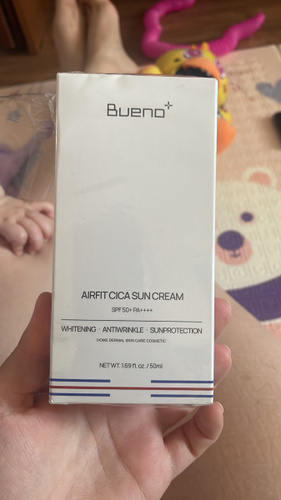 Bueno+
AIRFIT CICA SUN CREAM
SPF 50+ PA++++
WHITENING · ANTIWRINKLE · SUNPROTECTION
HOME DERMAL SKIN CARE COSMETIC
NET WT. 1.69 fl. oz. / 50ml